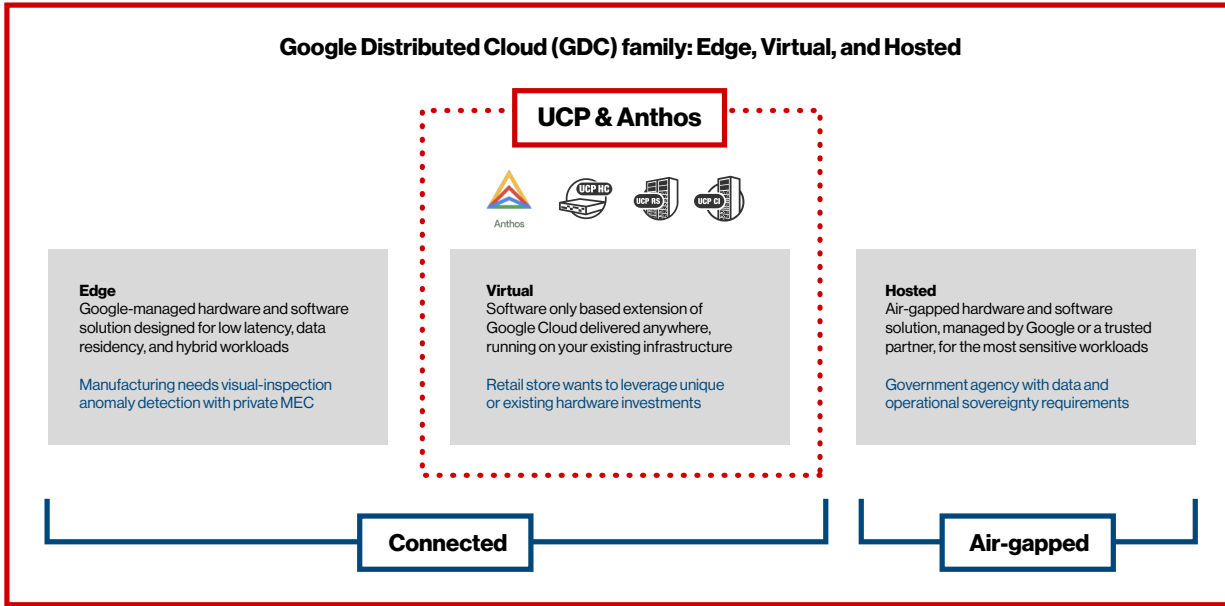 Google Distributed Cloud (GDC) family: Edge, Virtual, and Hosted
UCP & Anthos
Anthos
UCP HC
UCP RS
UCP CI
Edge
Google-managed hardware and software
solution designed for low latency, data
residency, and hybrid workloads
Manufacturing needs visual-inspection
anomaly detection with private MEC
Virtual
Software only based extension of
Google Cloud delivered anywhere,
running on your existing infrastructure
Retail store wants to leverage unique
or existing hardware investments
Hosted
Air-gapped hardware and software
solution, managed by Google or a trusted
partner, for the most sensitive workloads
Government agency with data and
operational sovereignty requirements
Connected
Air-gapped